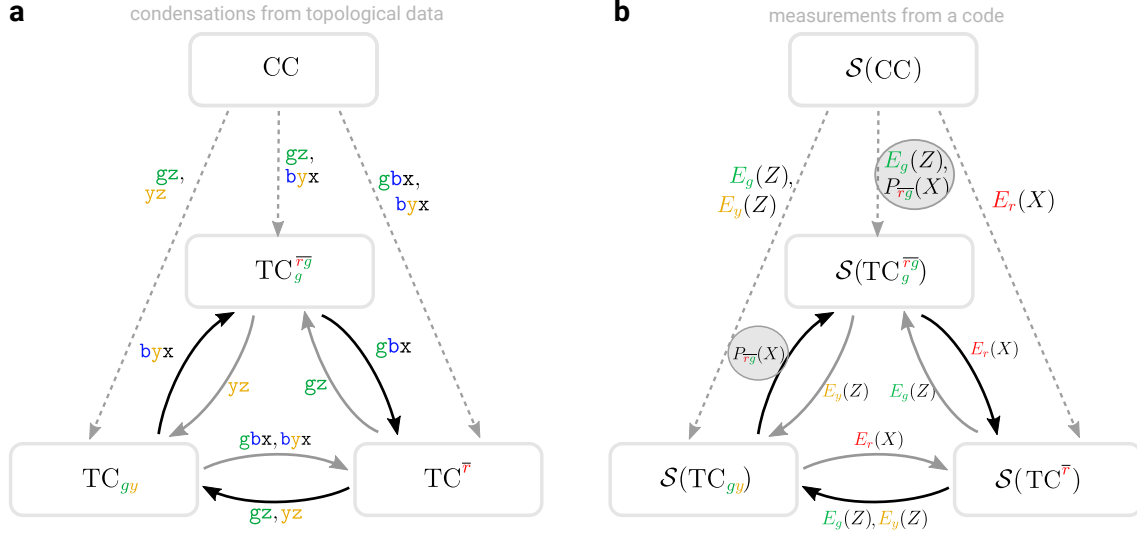 a
condensations from topological data
CC
gz,
yz
gz,
byx
gbx,
byx
TC_g^{\overline{rg}}
byx
gbx
yz
gz
gbx, byx
TC_{gy}
TC^{\overline{r}}
gz, yz
b
measurements from a code
𝒮(CC)
E_g(Z),
E_y(Z)
E_g(Z),
P_{\overline{rg}}(X)
E_r(X)
𝒮(TC_g^{\overline{rg}})
P_{\overline{rg}}(X)
E_r(X)
E_y(Z)
E_g(Z)
E_r(X)
𝒮(TC_{gy})
𝒮(TC^{\overline{r}})
E_g(Z), E_y(Z)